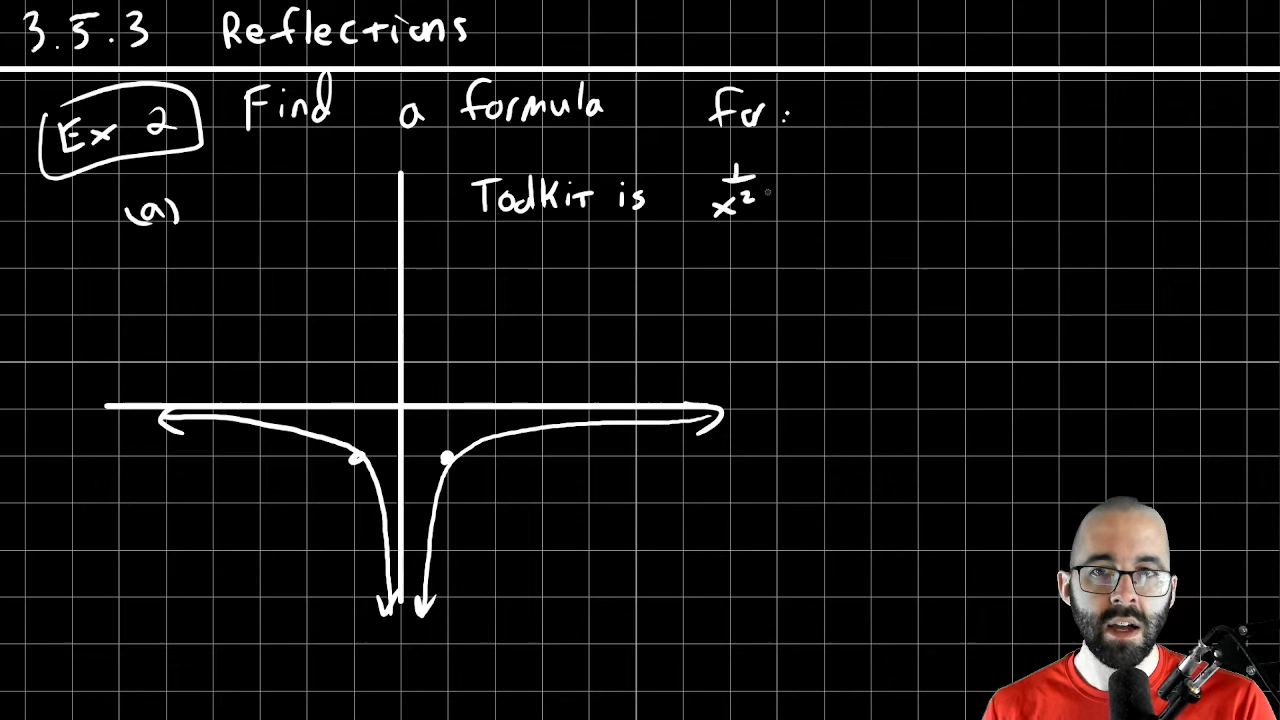 3.5.3 Reflections
Ex 2 Find a formula for:
(a) Toolkit is 1/x²